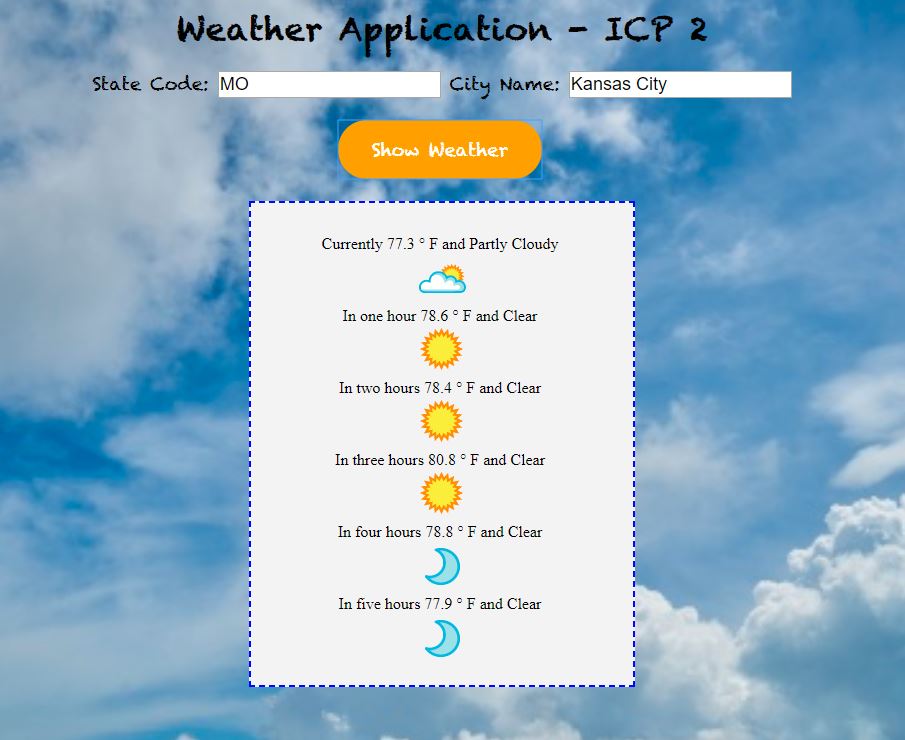 Weather Application - ICP 2
State Code: MO City Name: Kansas City
Show Weather
Currently 77.3 ° F and Partly Cloudy
In one hour 78.6 ° F and Clear
In two hours 78.4 ° F and Clear
In three hours 80.8 ° F and Clear
In four hours 78.8 ° F and Clear
In five hours 77.9 ° F and Clear